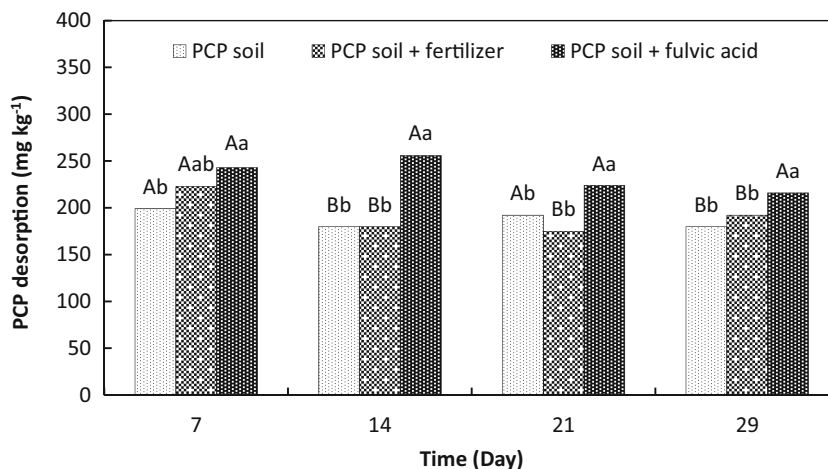 PCP desorption (mg kg⁻¹)
400
350
300
250
200
150
100
50
0
PCP soil
PCP soil + fertilizer
PCP soil + fulvic acid
Ab
Aab
Aa
Bb
Bb
Aa
Ab
Bb
Aa
Bb
Bb
Aa
7
14
21
29
Time (Day)